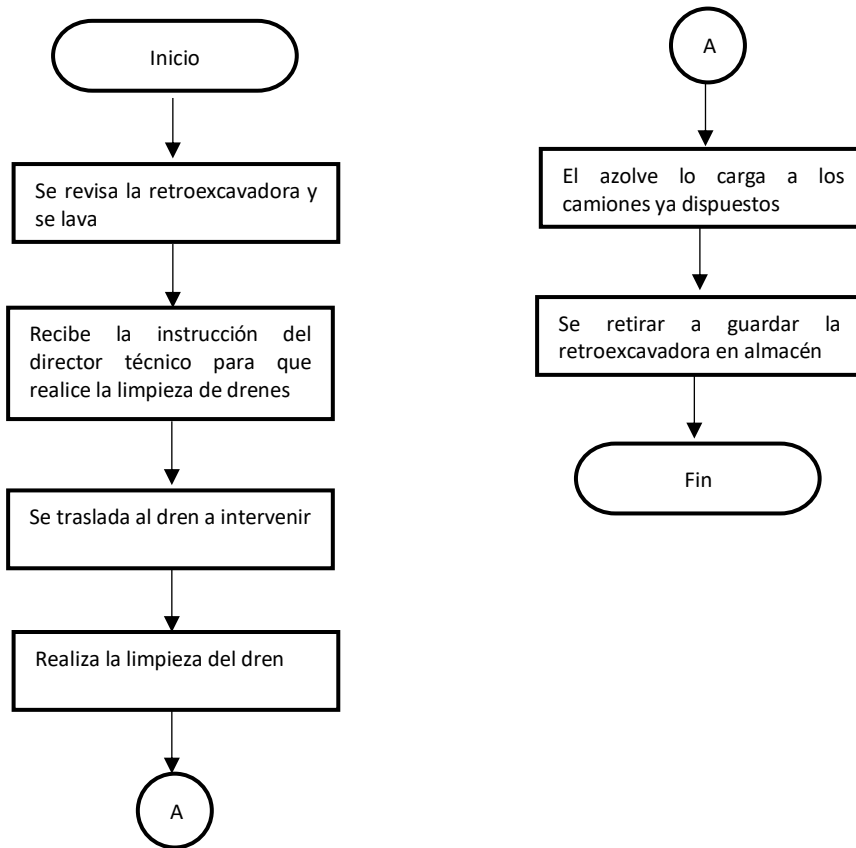 Inicio
Se revisa la retroexcavadora y
se lava
Recibe la instrucción del
director técnico para que
realice la limpieza de drenes
Se traslada al dren a intervenir
Realiza la limpieza del dren
A
A
El azolve lo carga a los
camiones ya dispuestos
Se retirar a guardar la
retroexcavadora en almacén
Fin